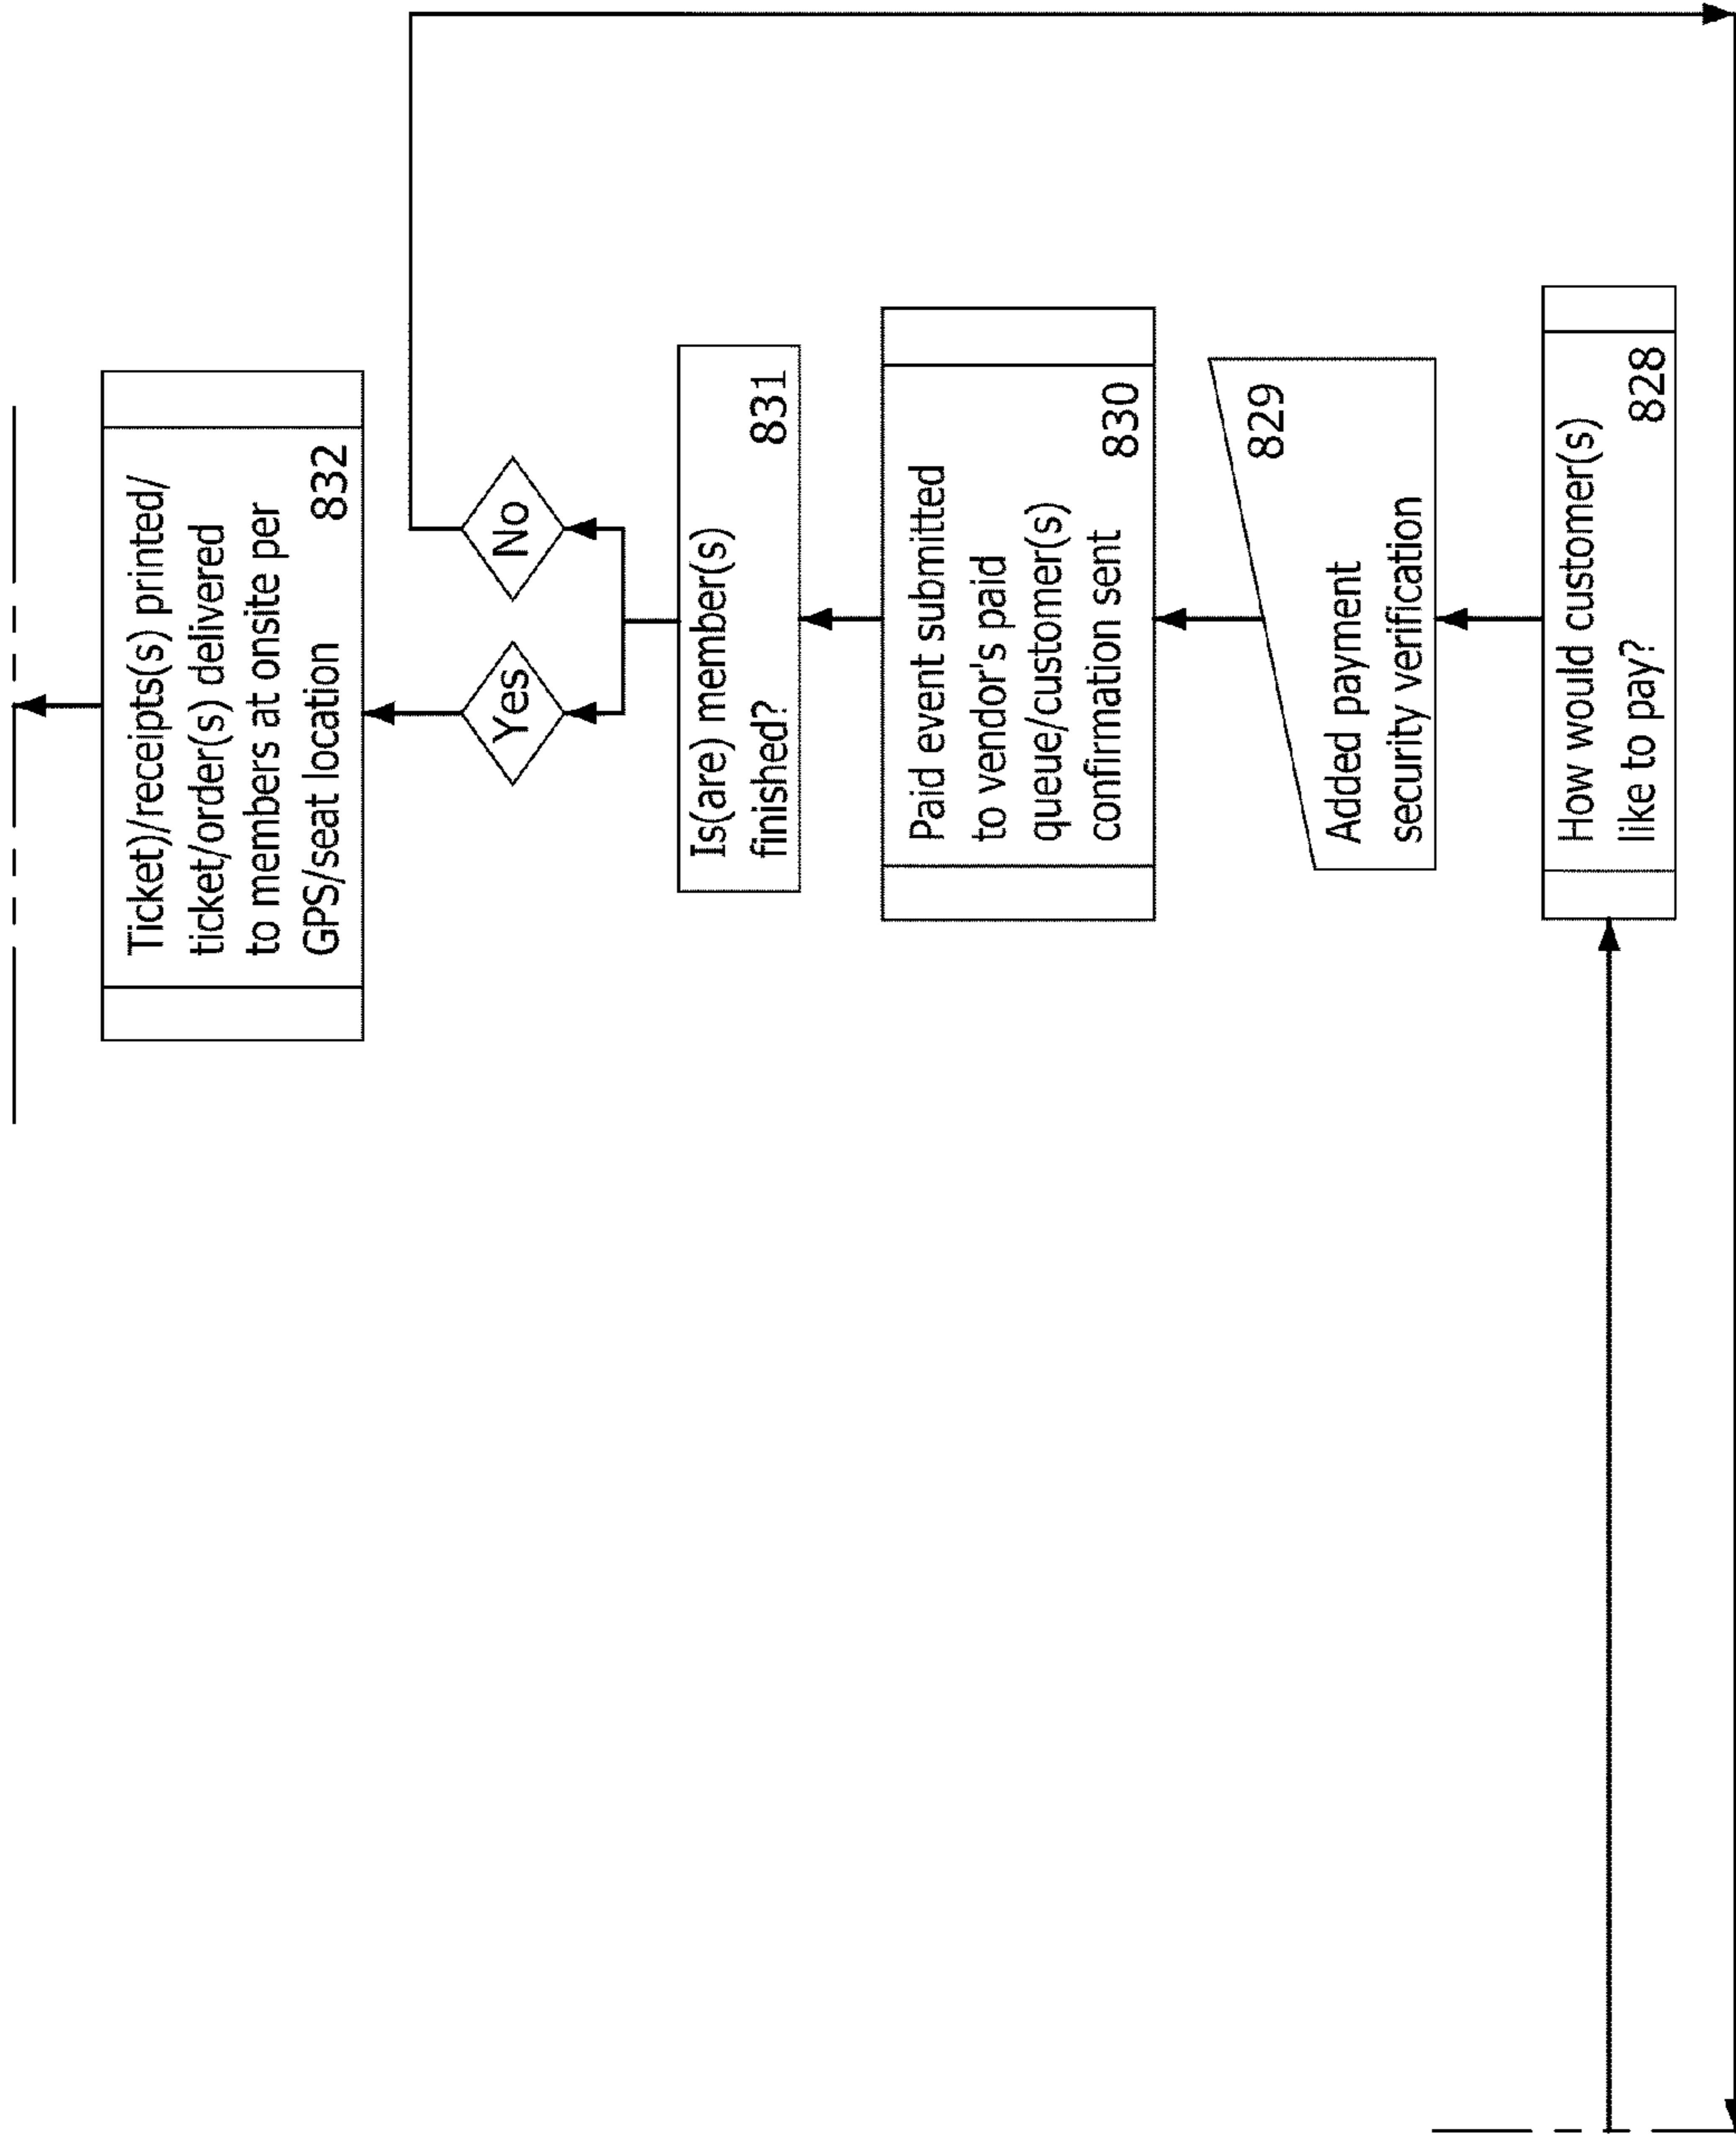 Ticket)/receipts(s) printed/
ticket/order(s) delivered
to members at onsite per
GPS/seat location
832
Yes
No
Is(are) member(s)
finished?
831
Paid event submitted
to vendor's paid
queue/customer(s)
confirmation sent
830
829
Added payment
security verification
How would customer(s)
like to pay?
828